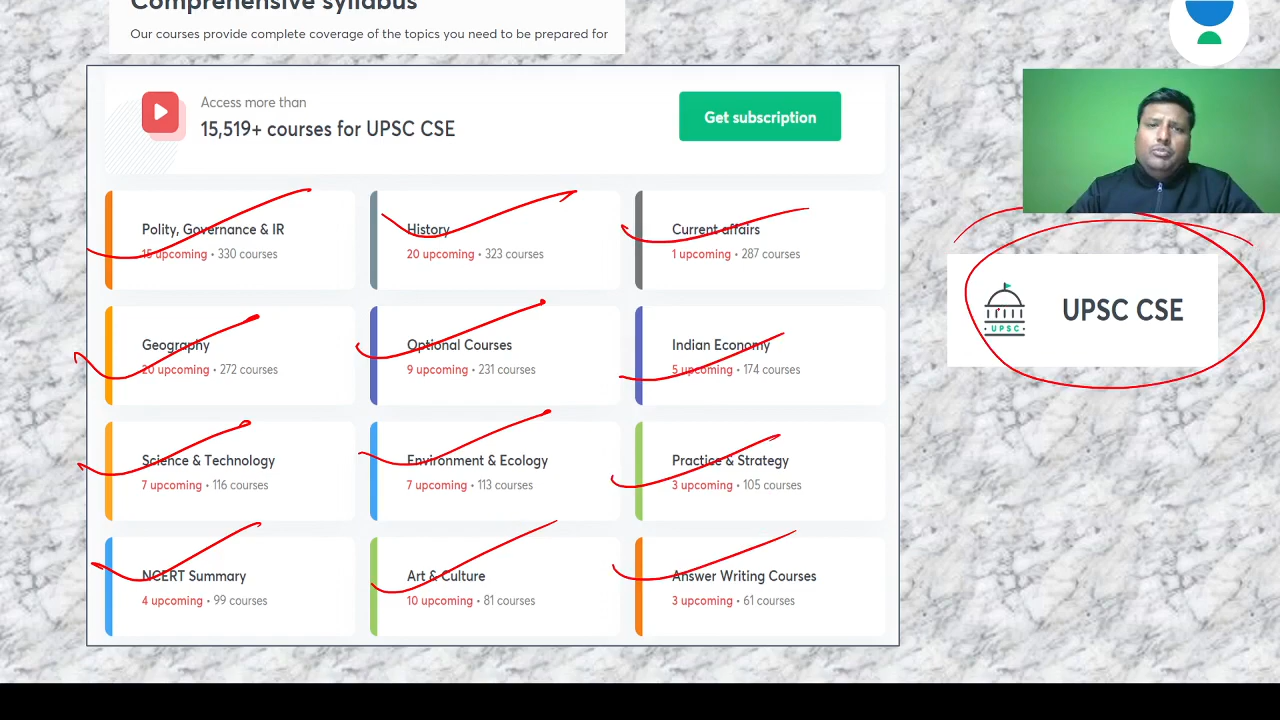 Comprehensive syllabus
Our courses provide complete coverage of the topics you need to be prepared for
Access more than
15,519+ courses for UPSC CSE
Get subscription
Polity, Governance & IR
15 upcoming • 330 courses
History
20 upcoming • 323 courses
Current affairs
1 upcoming • 287 courses
Geography
20 upcoming • 272 courses
Optional Courses
9 upcoming • 231 courses
Indian Economy
5 upcoming • 174 courses
Science & Technology
7 upcoming • 116 courses
Environment & Ecology
7 upcoming • 113 courses
Practice & Strategy
3 upcoming • 105 courses
NCERT Summary
4 upcoming • 99 courses
Art & Culture
10 upcoming • 81 courses
Answer Writing Courses
3 upcoming • 61 courses
UPSC
UPSC CSE